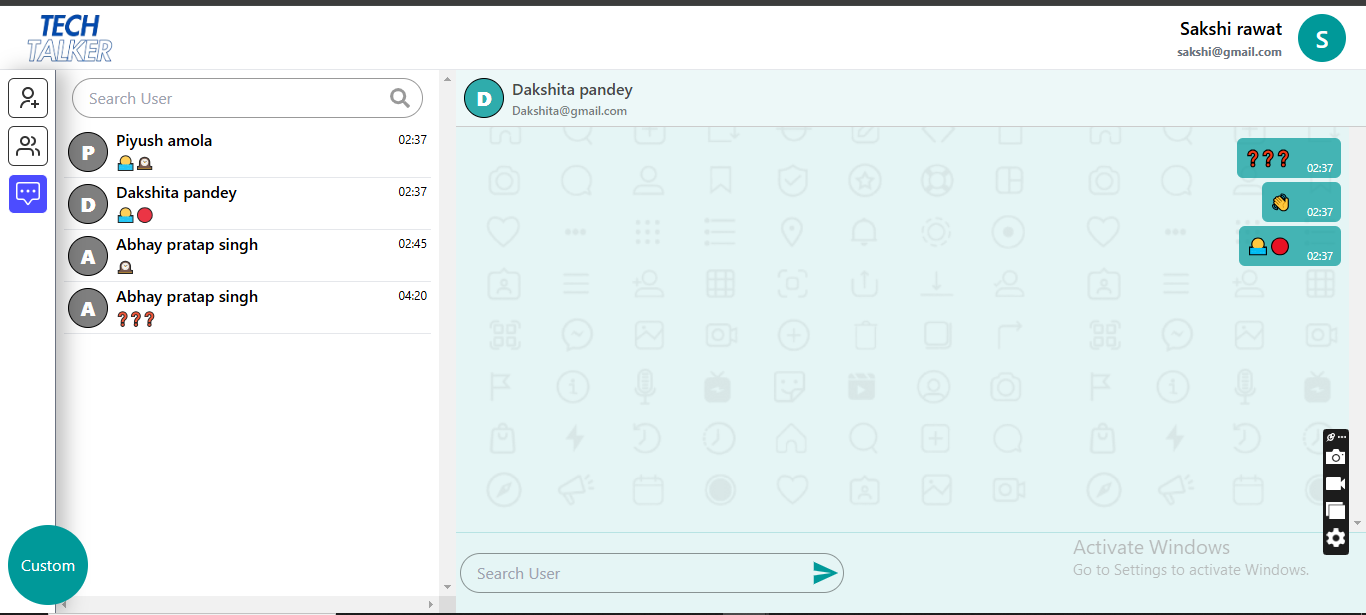 TECH
TALKER
Sakshi rawat
sakshi@gmail.com
S
Search User
P
Piyush amola
02:37
D
Dakshita pandey
02:37
A
Abhay pratap singh
02:45
A
Abhay pratap singh
04:20
❓❓❓
Custom
D
Dakshita pandey
Dakshita@gmail.com
❓❓❓ 02:37
02:37
02:37
Search User
Activate Windows
Go to Settings to activate Windows.